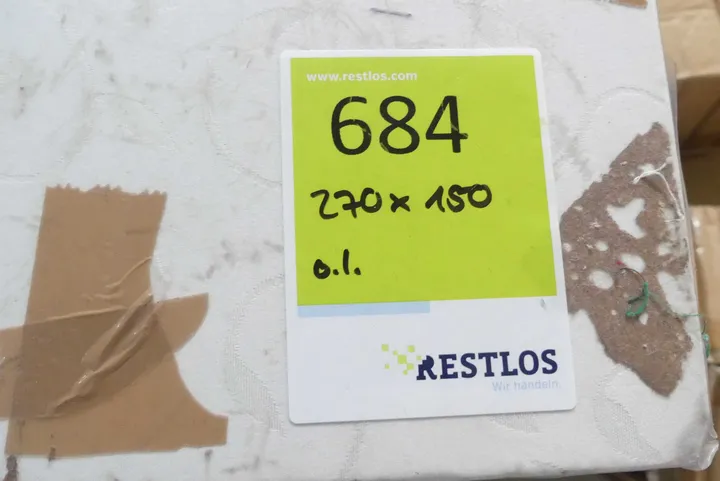 www.restlos.com
684
270 x 150
o.l.
RESTLOS
Wir handeln